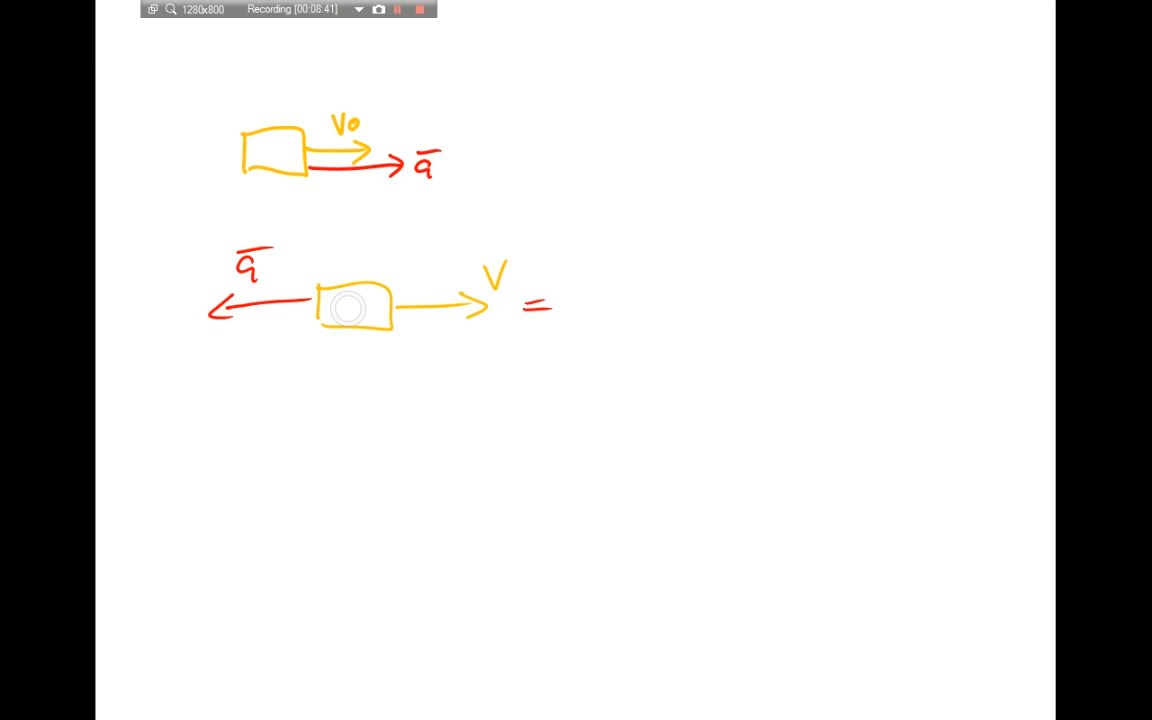 1280x800 Recording [00:08:41]
Vo
a̅
a̅
V =